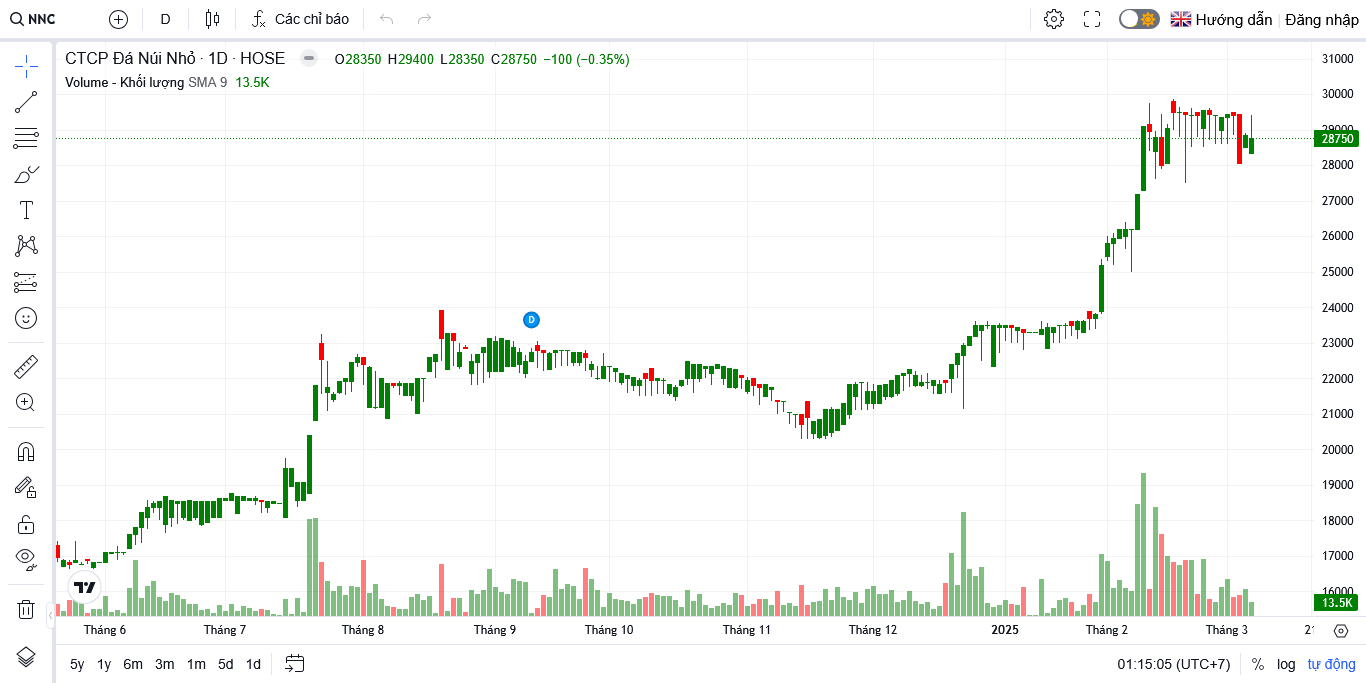 NNC D Các chỉ báo Hướng dẫn Đăng nhập
CTCP Đá Núi Nhỏ · 1D · HOSE O28350 H29400 L28350 C28750 −100 (−0.35%)
Volume - Khối lượng SMA 9 13.5K
31000
30000
29000
28750
28000
27000
26000
25000
24000
D
23000
22000
21000
20000
19000
18000
17000
16000
13.5K
Tháng 6 Tháng 7 Tháng 8 Tháng 9 Tháng 10 Tháng 11 Tháng 12 2025 Tháng 2 Tháng 3
5y 1y 6m 3m 1m 5d 1d 01:15:05 (UTC+7) % log tự động